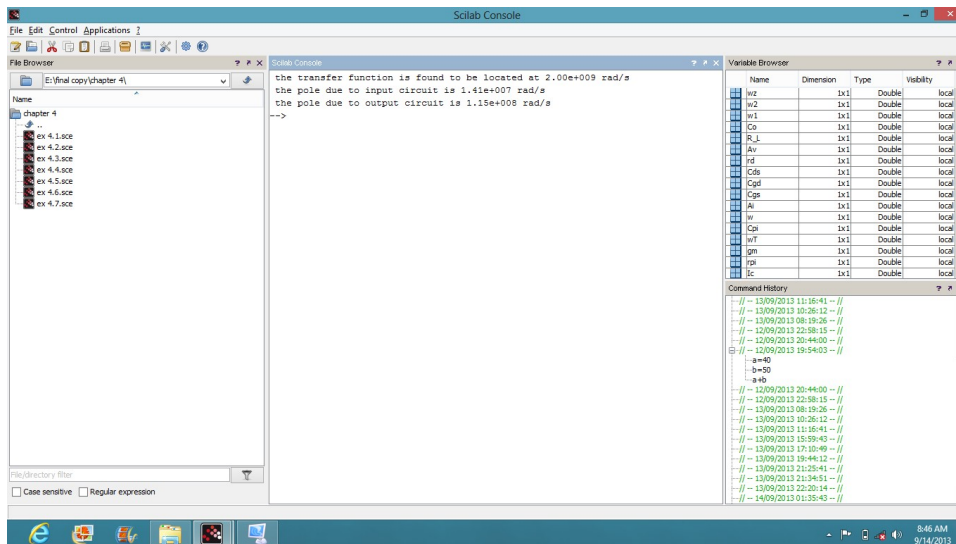 Scilab Console
File Edit Control Applications ?
File Browser
E:\final copy\chapter 4\
Name
chapter 4
..
ex 4.1.sce
ex 4.2.sce
ex 4.3.sce
ex 4.4.sce
ex 4.5.sce
ex 4.6.sce
ex 4.7.sce
File/directory filter
Case sensitive Regular expression
Scilab Console
the transfer function is found to be located at 2.00e+009 rad/s
the pole due to input circuit is 1.41e+007 rad/s
the pole due to output circuit is 1.15e+008 rad/s
-->
Variable Browser
Name Dimension Type Visibility
wz 1x1 Double local
w2 1x1 Double local
w1 1x1 Double local
Co 1x1 Double local
R_L 1x1 Double local
Av 1x1 Double local
rd 1x1 Double local
Cds 1x1 Double local
Cgd 1x1 Double local
Cgs 1x1 Double local
Ai 1x1 Double local
w 1x1 Double local
Cpi 1x1 Double local
wT 1x1 Double local
gm 1x1 Double local
rpi 1x1 Double local
Ic 1x1 Double local
Command History
// -- 13/09/2013 11:16:41 -- //
// -- 13/09/2013 10:26:12 -- //
// -- 13/09/2013 08:19:26 -- //
// -- 12/09/2013 22:58:15 -- //
// -- 12/09/2013 20:44:00 -- //
// -- 12/09/2013 19:54:03 -- //
a=40
b=50
a+b
// -- 12/09/2013 20:44:00 -- //
// -- 12/09/2013 22:58:15 -- //
// -- 13/09/2013 08:19:26 -- //
// -- 13/09/2013 10:26:12 -- //
// -- 13/09/2013 11:16:41 -- //
// -- 13/09/2013 15:59:43 -- //
// -- 13/09/2013 17:10:49 -- //
// -- 13/09/2013 19:44:12 -- //
// -- 13/09/2013 21:25:41 -- //
// -- 13/09/2013 21:34:51 -- //
// -- 13/09/2013 22:20:14 -- //
// -- 14/09/2013 01:35:43 -- //
8:46 AM
9/14/2013